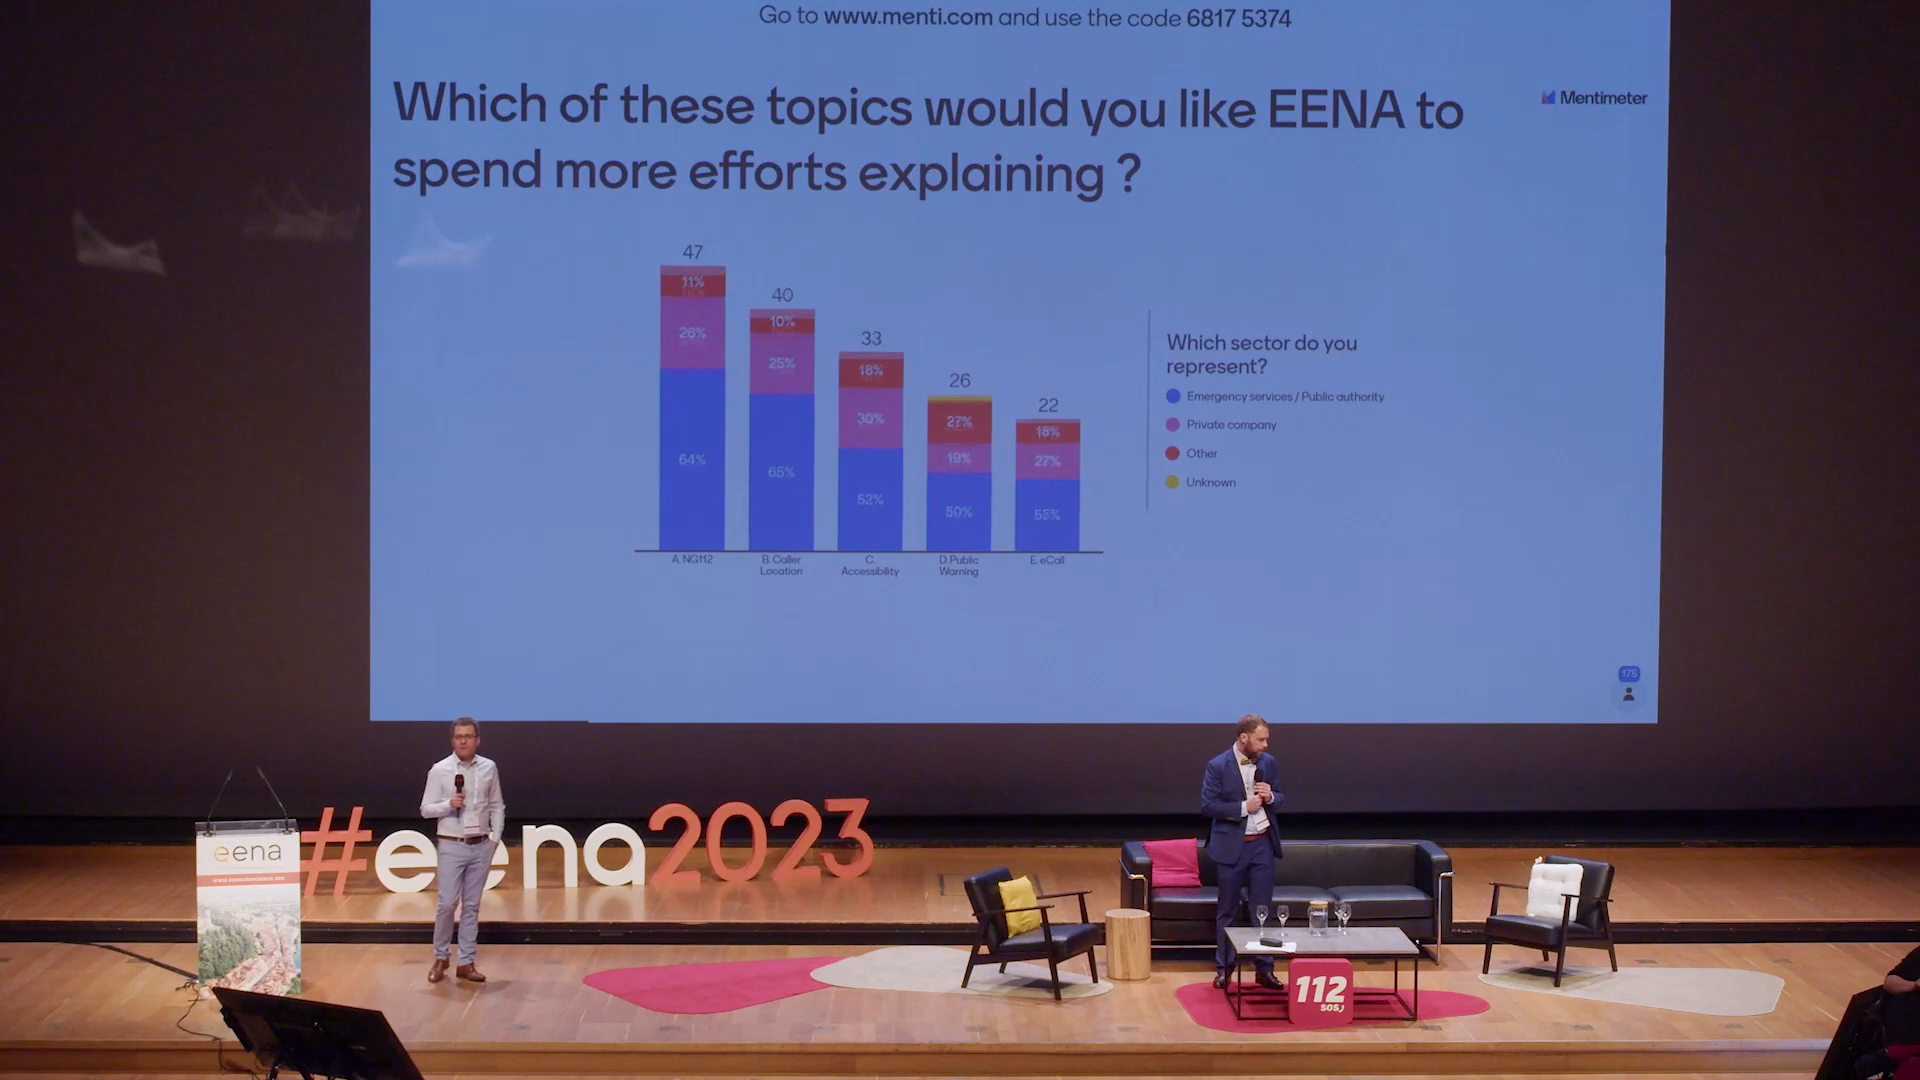 Go to www.menti.com and use the code 6817 5374
Which of these topics would you like EENA to
spend more efforts explaining ?
Mentimeter
47
11%
26%
64%
A. NG112
40
10%
25%
65%
B. Caller
Location
33
18%
30%
52%
C.
Accessibility
26
27%
19%
50%
D. Public
Warning
22
18%
27%
55%
E. eCall
Which sector do you
represent?
Emergency services / Public authority
Private company
Other
Unknown
175
eena
#eena2023
112
SOS